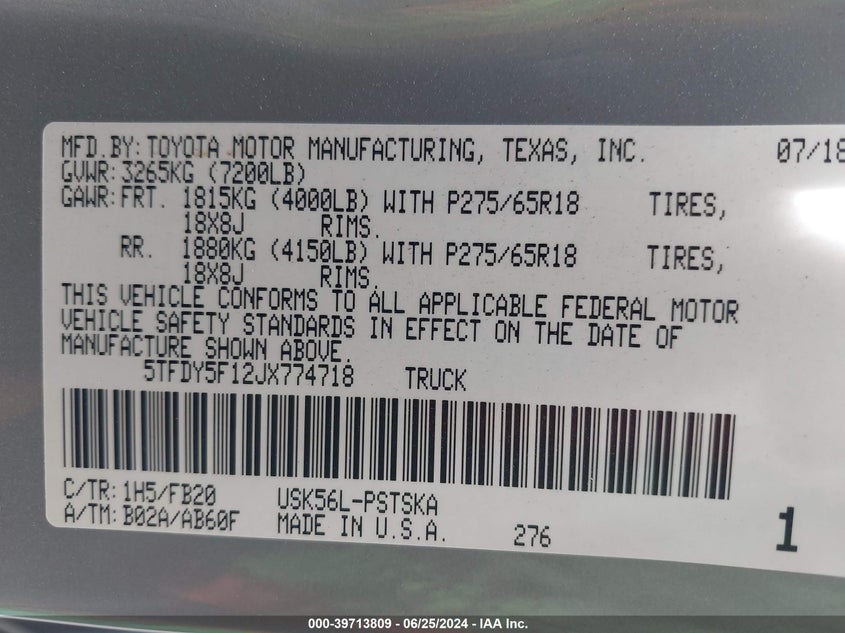 MFD.BY:TOYOTA MOTOR MANUFACTURING, TEXAS, INC. 07/18
GVWR:3265KG (7200LB)
GAWR:FRT. 1815KG (4000LB) WITH P275/65R18 TIRES,
18X8J RIMS.
RR. 1880KG (4150LB) WITH P275/65R18 TIRES,
18X8J RIMS.
THIS VEHICLE CONFORMS TO ALL APPLICABLE FEDERAL MOTOR
VEHICLE SAFETY STANDARDS IN EFFECT ON THE DATE OF
MANUFACTURE SHOWN ABOVE.
5TFDY5F12JX774718 TRUCK
C/TR:1H5/FB20 USK56L-PSTSKA
A/TM:B02A/AB60F MADE IN U.S.A. 276 1
000-39713809 - 06/25/2024 - IAA Inc.